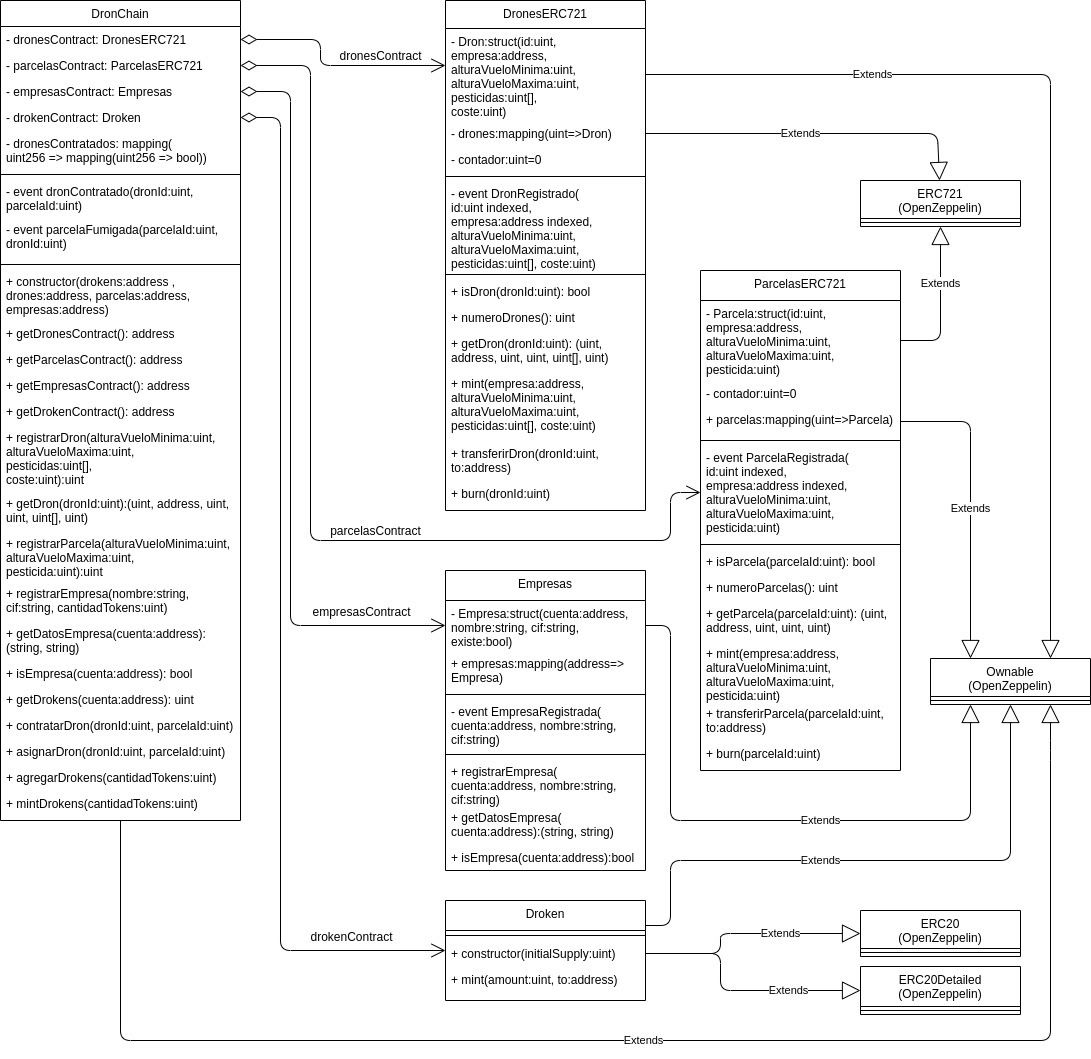 DronChain
- dronesContract: DronesERC721
- parcelasContract: ParcelasERC721
- empresasContract: Empresas
- drokenContract: Droken
- dronesContratados: mapping(
uint256 => mapping(uint256 => bool))
- event dronContratado(dronId:uint,
parcelaId:uint)
- event parcelaFumigada(parcelaId:uint,
dronId:uint)
+ constructor(drokens:address ,
drones:address, parcelas:address,
empresas:address)
+ getDronesContract(): address
+ getParcelasContract(): address
+ getEmpresasContract(): address
+ getDrokenContract(): address
+ registrarDron(alturaVueloMinima:uint,
alturaVueloMaxima:uint,
pesticidas:uint[],
coste:uint):uint
+ getDron(dronId:uint):(uint, address, uint,
uint, uint[], uint)
+ registrarParcela(alturaVueloMinima:uint,
alturaVueloMaxima:uint,
pesticida:uint):uint
+ registrarEmpresa(nombre:string,
cif:string, cantidadTokens:uint)
+ getDatosEmpresa(cuenta:address):
(string, string)
+ isEmpresa(cuenta:address): bool
+ getDrokens(cuenta:address): uint
+ contratarDron(dronId:uint, parcelaId:uint)
+ asignarDron(dronId:uint, parcelaId:uint)
+ agregarDrokens(cantidadTokens:uint)
+ mintDrokens(cantidadTokens:uint)
dronesContract
parcelasContract
empresasContract
drokenContract
DronesERC721
- Dron:struct(id:uint,
empresa:address,
alturaVueloMinima:uint,
alturaVueloMaxima:uint,
pesticidas:uint[],
coste:uint)
- drones:mapping(uint=>Dron)
- contador:uint=0
- event DronRegistrado(
id:uint indexed,
empresa:address indexed,
alturaVueloMinima:uint,
alturaVueloMaxima:uint,
pesticidas:uint[], coste:uint)
+ isDron(dronId:uint): bool
+ numeroDrones(): uint
+ getDron(dronId:uint): (uint,
address, uint, uint, uint[], uint)
+ mint(empresa:address,
alturaVueloMinima:uint,
alturaVueloMaxima:uint,
pesticidas:uint[], coste:uint)
+ transferirDron(dronId:uint,
to:address)
+ burn(dronId:uint)
Empresas
- Empresa:struct(cuenta:address,
nombre:string, cif:string,
existe:bool)
+ empresas:mapping(address=>
Empresa)
- event EmpresaRegistrada(
cuenta:address, nombre:string,
cif:string)
+ registrarEmpresa(
cuenta:address, nombre:string,
cif:string)
+ getDatosEmpresa(
cuenta:address):(string, string)
+ isEmpresa(cuenta:address):bool
Droken
+ constructor(initialSupply:uint)
+ mint(amount:uint, to:address)
ParcelasERC721
- Parcela:struct(id:uint,
empresa:address,
alturaVueloMinima:uint,
alturaVueloMaxima:uint,
pesticida:uint)
- contador:uint=0
+ parcelas:mapping(uint=>Parcela)
- event ParcelaRegistrada(
id:uint indexed,
empresa:address indexed,
alturaVueloMinima:uint,
alturaVueloMaxima:uint,
pesticida:uint)
+ isParcela(parcelaId:uint): bool
+ numeroParcelas(): uint
+ getParcela(parcelaId:uint): (uint,
address, uint, uint, uint)
+ mint(empresa:address,
alturaVueloMinima:uint,
alturaVueloMaxima:uint,
pesticida:uint)
+ transferirParcela(parcelaId:uint,
to:address)
+ burn(parcelaId:uint)
Extends
Extends
ERC721
(OpenZeppelin)
Extends
Extends
Ownable
(OpenZeppelin)
Extends
Extends
Extends
ERC20
(OpenZeppelin)
Extends
ERC20Detailed
(OpenZeppelin)
Extends